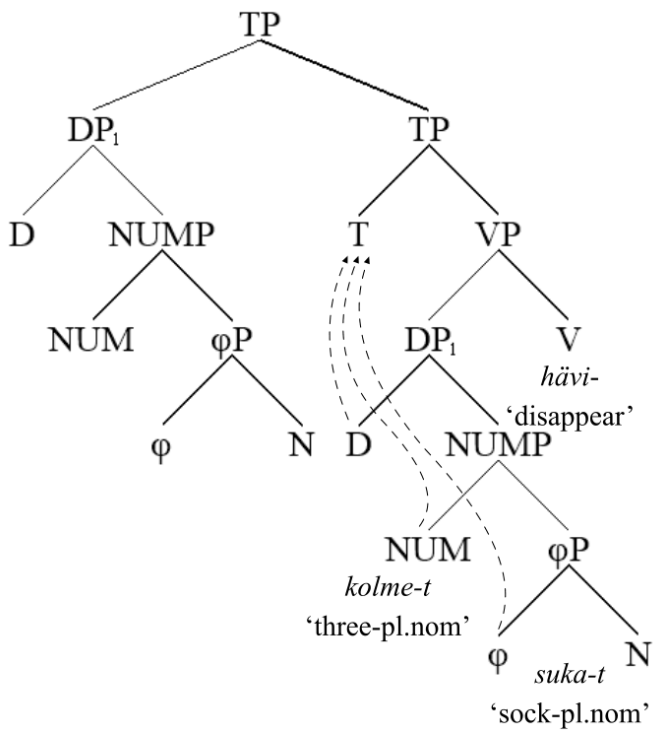 TP
DP₁ TP
D NUMP T VP
NUM φP DP₁ V
hävi-
‘disappear’
φ N D NUMP
NUM φP
kolme-t
‘three-pl.nom’
φ N
suka-t
‘sock-pl.nom’